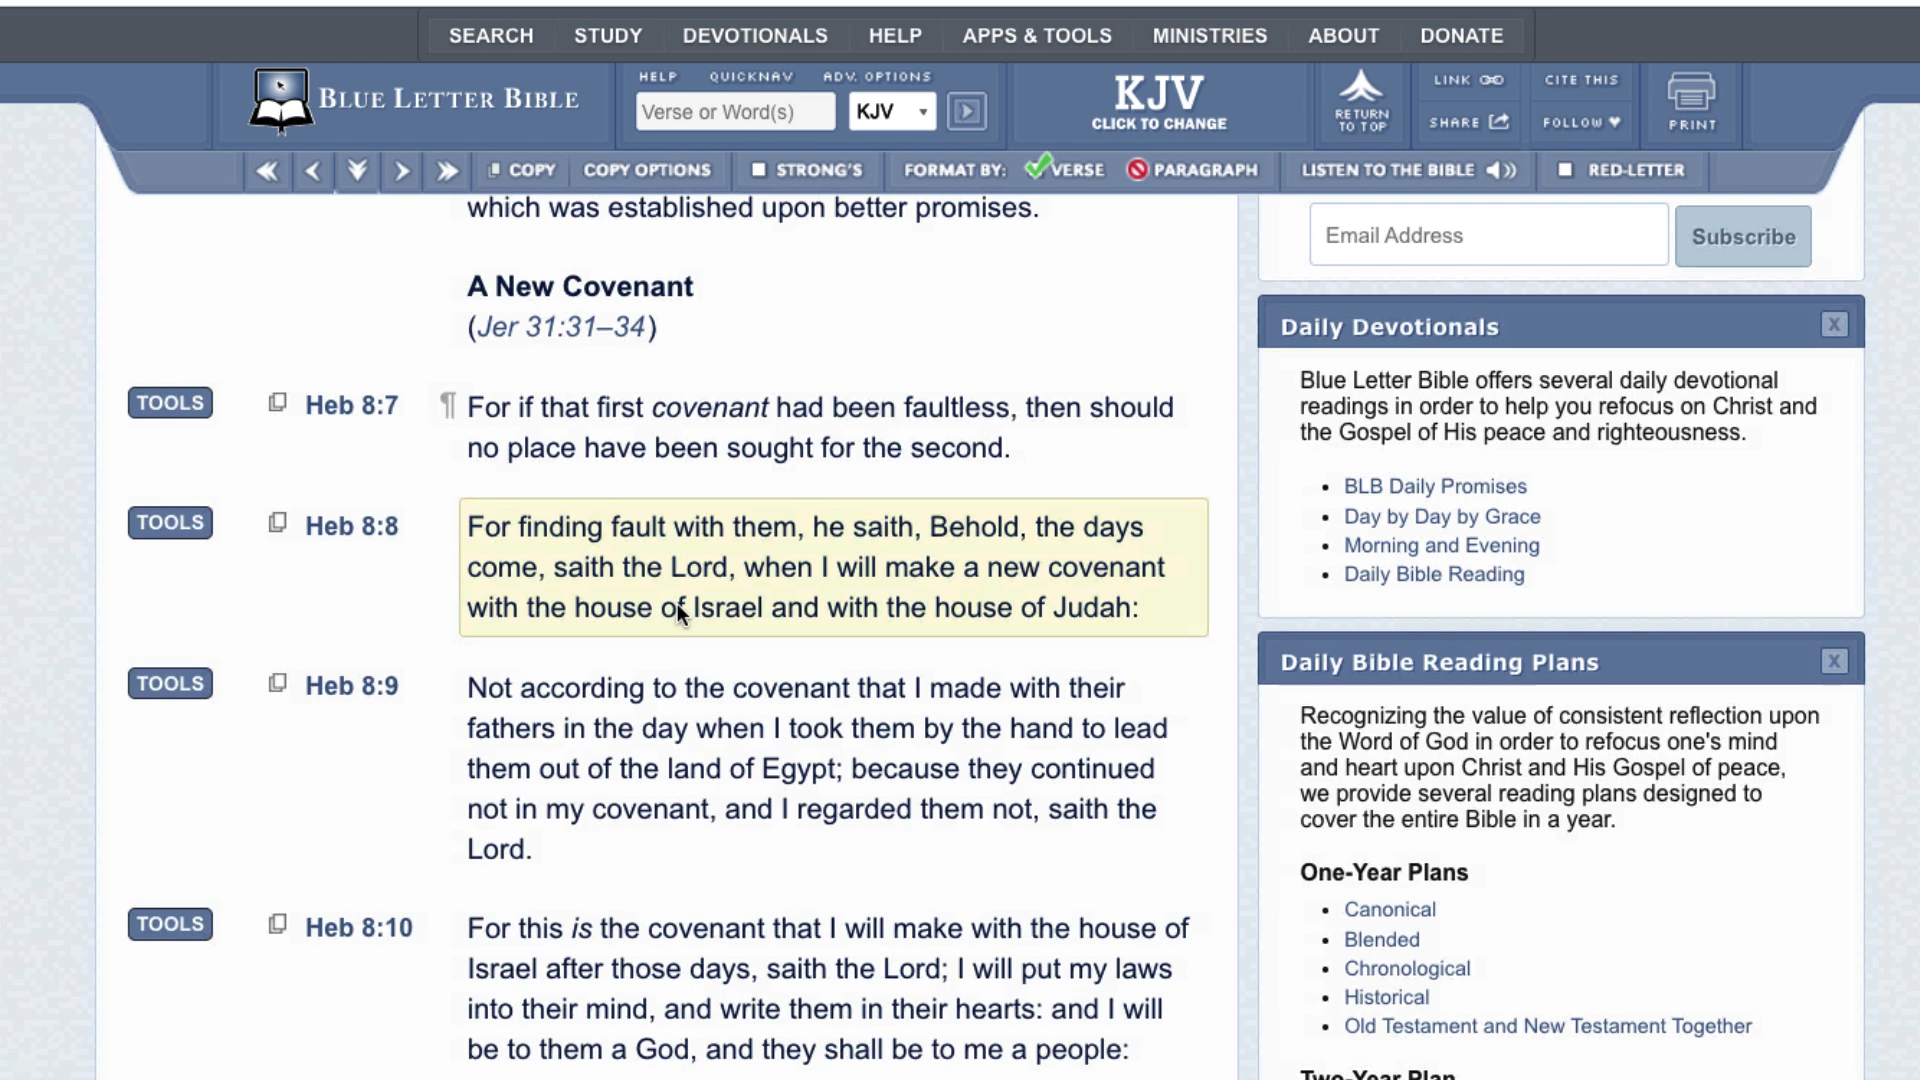 SEARCH STUDY DEVOTIONALS HELP APPS & TOOLS MINISTRIES ABOUT DONATE
BLUE LETTER BIBLE
HELP QUICKNAV ADV. OPTIONS
Verse or Word(s) KJV
KJV
CLICK TO CHANGE
RETURN
TO TOP
LINK
SHARE
CITE THIS
FOLLOW
PRINT
COPY COPY OPTIONS STRONG'S FORMAT BY: VERSE PARAGRAPH LISTEN TO THE BIBLE RED-LETTER
which was established upon better promises.
A New Covenant
(Jer 31:31–34)
TOOLS Heb 8:7 ¶ For if that first covenant had been faultless, then should
no place have been sought for the second.
TOOLS Heb 8:8 For finding fault with them, he saith, Behold, the days
come, saith the Lord, when I will make a new covenant
with the house of Israel and with the house of Judah:
TOOLS Heb 8:9 Not according to the covenant that I made with their
fathers in the day when I took them by the hand to lead
them out of the land of Egypt; because they continued
not in my covenant, and I regarded them not, saith the
Lord.
TOOLS Heb 8:10 For this is the covenant that I will make with the house of
Israel after those days, saith the Lord; I will put my laws
into their mind, and write them in their hearts: and I will
be to them a God, and they shall be to me a people:
Email Address Subscribe
Daily Devotionals X
Blue Letter Bible offers several daily devotional
readings in order to help you refocus on Christ and
the Gospel of His peace and righteousness.
• BLB Daily Promises
• Day by Day by Grace
• Morning and Evening
• Daily Bible Reading
Daily Bible Reading Plans X
Recognizing the value of consistent reflection upon
the Word of God in order to refocus one's mind
and heart upon Christ and His Gospel of peace,
we provide several reading plans designed to
cover the entire Bible in a year.
One-Year Plans
• Canonical
• Blended
• Chronological
• Historical
• Old Testament and New Testament Together
Two-Year Plan